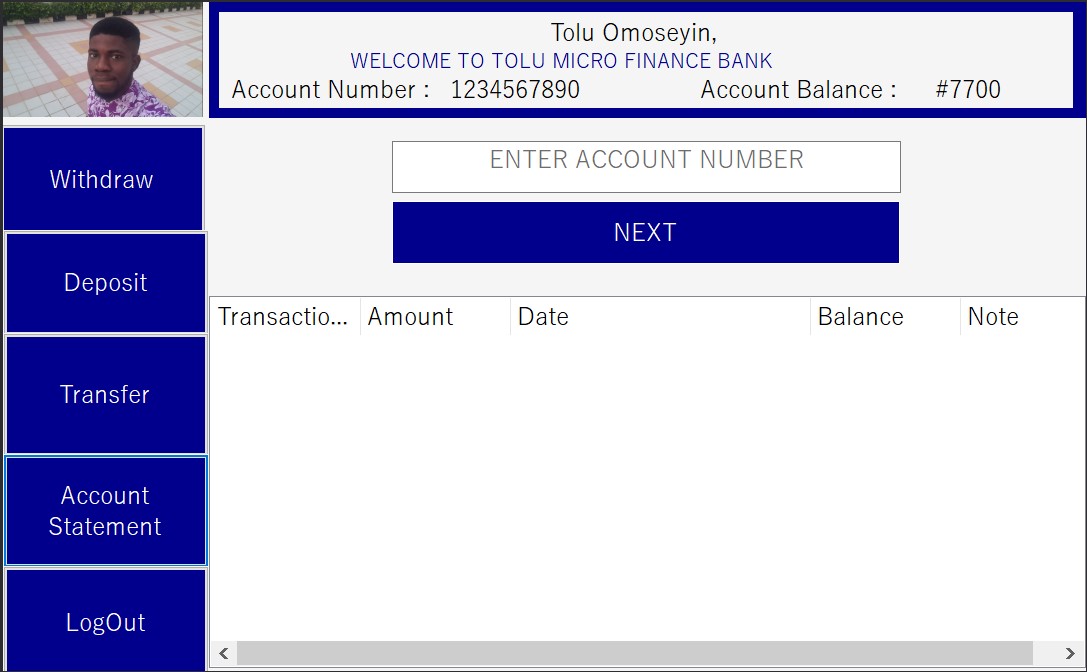 Tolu Omoseyin,
WELCOME TO TOLU MICRO FINANCE BANK
Account Number : 1234567890 Account Balance : #7700
Withdraw
Deposit
Transfer
Account
Statement
LogOut
ENTER ACCOUNT NUMBER
NEXT
Transactio... Amount Date Balance Note